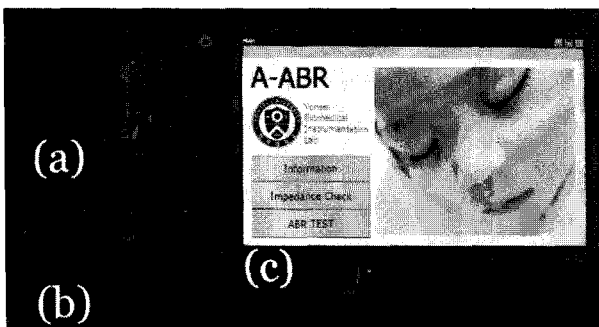 A-ABR
Yonsei
Biomedical
Instrumentation
Lab
(a)
Information
Impedance Check
ABR TEST
(c)
(b)